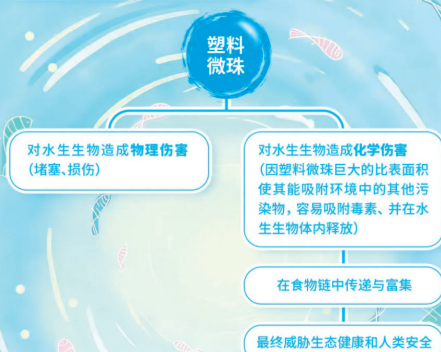 塑料
微珠
对水生生物造成物理伤害
(堵塞、损伤)
对水生生物造成化学伤害
(因塑料微珠巨大的比表面积
使其能吸附环境中的其他污
染物,容易吸附毒素、并在水
生生物体内释放)
在食物链中传递与富集
最终威胁生态健康和人类安全